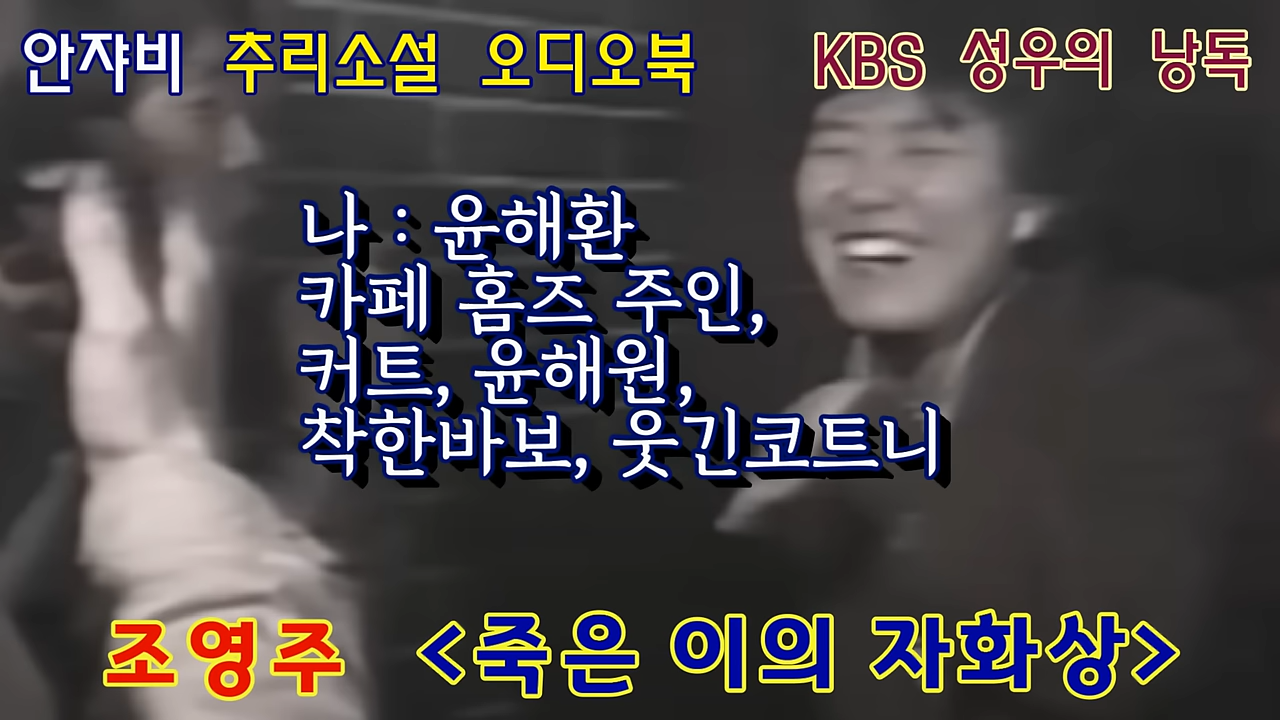 안쟈비 추리소설 오디오북 KBS 성우의 낭독
나 : 윤해환
카페 홈즈 주인,
커트, 윤해원,
착한바보, 웃긴코트니
조영주 <죽은 이의 자화상>